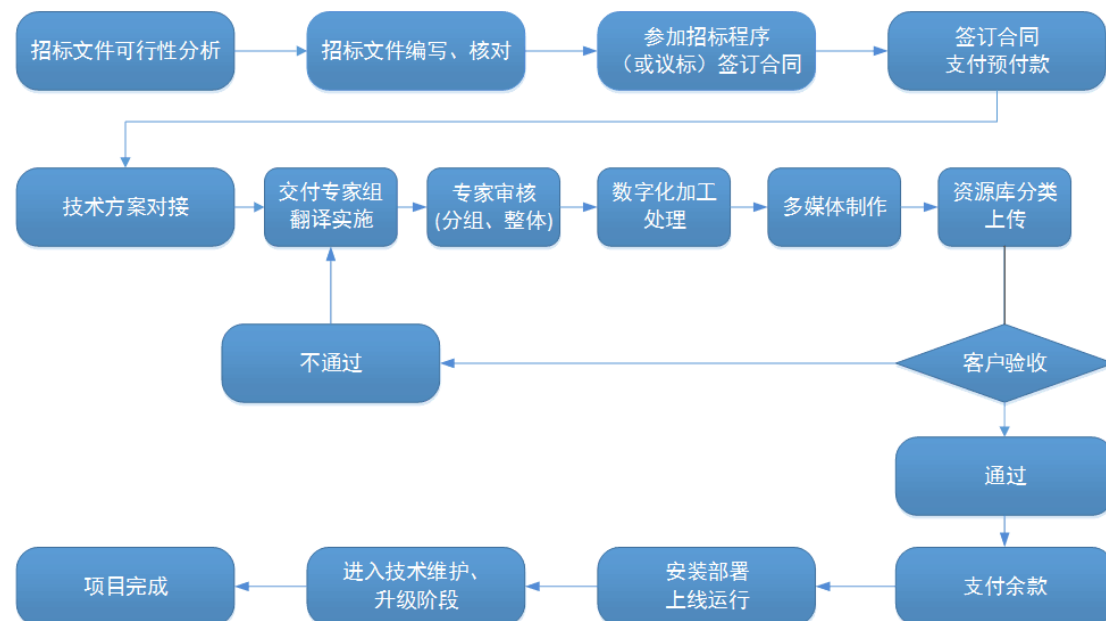 招标文件可行性分析
招标文件编写、核对
参加招标程序
（或议标）签订合同
签订合同
支付预付款
技术方案对接
交付专家组
翻译实施
专家审核
(分组、整体)
数字化加工
处理
多媒体制作
资源库分类
上传
不通过
客户验收
通过
项目完成
进入技术维护、
升级阶段
安装部署
上线运行
支付余款